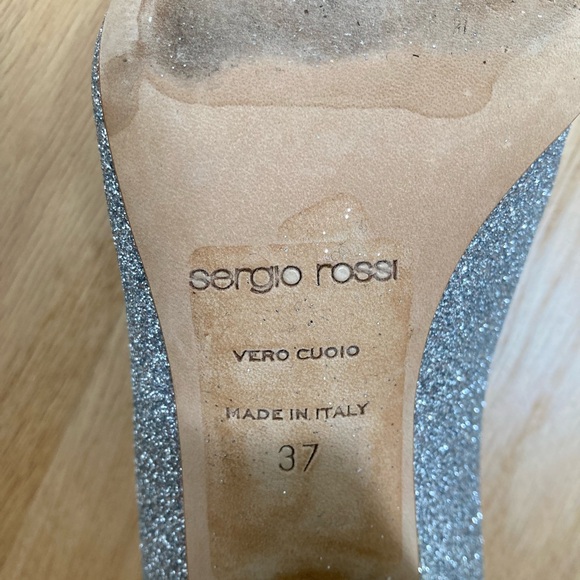 sergio rossi
VERO CUOIO
MADE IN ITALY
37